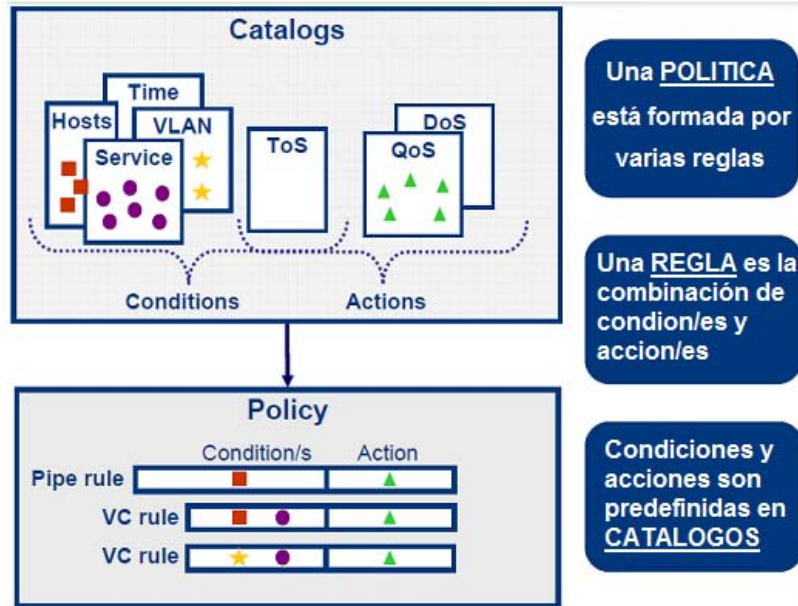 Catalogs
Time
Hosts
VLAN
Service
ToS
DoS
QoS
Conditions
Actions
Policy
Condition/s
Action
Pipe rule
VC rule
VC rule
Una POLITICA
está formada por
varias reglas
Una REGLA es la
combinación de
condion/es y
accion/es
Condiciones y
acciones son
predefinidas en
CATALOGOS